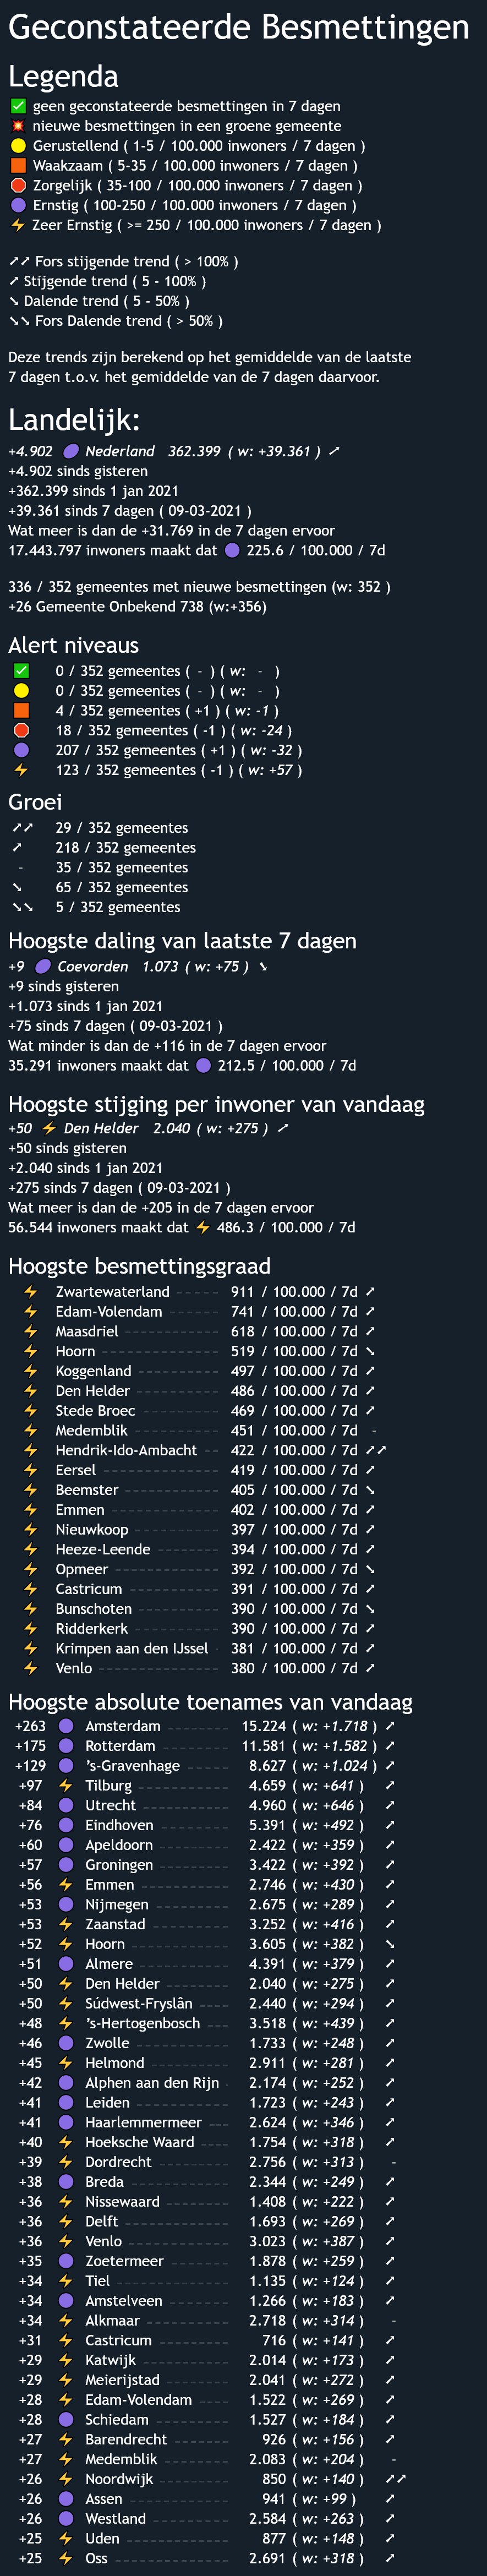 Geconstateerde Besmettingen
Legenda
✅ geen geconstateerde besmettingen in 7 dagen
💥 nieuwe besmettingen in een groene gemeente
🟡 Gerustellend ( 1-5 / 100.000 inwoners / 7 dagen )
🟧 Waakzaam ( 5-35 / 100.000 inwoners / 7 dagen )
🛑 Zorgelijk ( 35-100 / 100.000 inwoners / 7 dagen )
🟣 Ernstig ( 100-250 / 100.000 inwoners / 7 dagen )
⚡ Zeer Ernstig ( >= 250 / 100.000 inwoners / 7 dagen )
➚➚ Fors stijgende trend ( > 100% )
➚ Stijgende trend ( 5 - 100% )
➘ Dalende trend ( 5 - 50% )
➘➘ Fors Dalende trend ( > 50% )
Deze trends zijn berekend op het gemiddelde van de laatste
7 dagen t.o.v. het gemiddelde van de 7 dagen daarvoor.
Landelijk:
+4.902 🟣 Nederland 362.399 ( w: +39.361 ) ➚
+4.902 sinds gisteren
+362.399 sinds 1 jan 2021
+39.361 sinds 7 dagen ( 09-03-2021 )
Wat meer is dan de +31.769 in de 7 dagen ervoor
17.443.797 inwoners maakt dat 🟣 225.6 / 100.000 / 7d
336 / 352 gemeentes met nieuwe besmettingen (w: 352 )
+26 Gemeente Onbekend 738 (w:+356)
Alert niveaus
✅ 0 / 352 gemeentes ( - ) ( w: - )
🟡 0 / 352 gemeentes ( - ) ( w: - )
🟧 4 / 352 gemeentes ( +1 ) ( w: -1 )
🛑 18 / 352 gemeentes ( -1 ) ( w: -24 )
🟣 207 / 352 gemeentes ( +1 ) ( w: -32 )
⚡ 123 / 352 gemeentes ( -1 ) ( w: +57 )
Groei
➚➚ 29 / 352 gemeentes
➚ 218 / 352 gemeentes
- 35 / 352 gemeentes
➘ 65 / 352 gemeentes
➘➘ 5 / 352 gemeentes
Hoogste daling van laatste 7 dagen
+9 🟣 Coevorden 1.073 ( w: +75 ) ➘
+9 sinds gisteren
+1.073 sinds 1 jan 2021
+75 sinds 7 dagen ( 09-03-2021 )
Wat minder is dan de +116 in de 7 dagen ervoor
35.291 inwoners maakt dat 🟣 212.5 / 100.000 / 7d
Hoogste stijging per inwoner van vandaag
+50 ⚡ Den Helder 2.040 ( w: +275 ) ➚
+50 sinds gisteren
+2.040 sinds 1 jan 2021
+275 sinds 7 dagen ( 09-03-2021 )
Wat meer is dan de +205 in de 7 dagen ervoor
56.544 inwoners maakt dat ⚡ 486.3 / 100.000 / 7d
Hoogste besmettingsgraad
⚡ Zwartewaterland ----- 911 / 100.000 / 7d ➚
⚡ Edam-Volendam ------ 741 / 100.000 / 7d ➚
⚡ Maasdriel ----------- 618 / 100.000 / 7d ➚
⚡ Hoorn -------------- 519 / 100.000 / 7d ➘
⚡ Koggenland ---------- 497 / 100.000 / 7d ➚
⚡ Den Helder ---------- 486 / 100.000 / 7d ➚
⚡ Stede Broec --------- 469 / 100.000 / 7d ➚
⚡ Medemblik ---------- 451 / 100.000 / 7d -
⚡ Hendrik-Ido-Ambacht -- 422 / 100.000 / 7d ➚➚
⚡ Eersel -------------- 419 / 100.000 / 7d ➚
⚡ Beemster ----------- 405 / 100.000 / 7d ➘
⚡ Emmen ------------- 402 / 100.000 / 7d ➚
⚡ Nieuwkoop ---------- 397 / 100.000 / 7d ➚
⚡ Heeze-Leende ------- 394 / 100.000 / 7d ➚
⚡ Opmeer ------------ 392 / 100.000 / 7d ➘
⚡ Castricum ----------- 391 / 100.000 / 7d ➚
⚡ Bunschoten ---------- 390 / 100.000 / 7d ➘
⚡ Ridderkerk ---------- 390 / 100.000 / 7d ➚
⚡ Krimpen aan den IJssel - 381 / 100.000 / 7d ➚
⚡ Venlo --------------- 380 / 100.000 / 7d ➚
Hoogste absolute toenames van vandaag
+263 🟣 Amsterdam -------- 15.224 ( w: +1.718 ) ➚
+175 🟣 Rotterdam -------- 11.581 ( w: +1.582 ) ➚
+129 🟣 's-Gravenhage ------ 8.627 ( w: +1.024 ) ➚
+97 ⚡ Tilburg ------------ 4.659 ( w: +641 ) ➚
+84 🟣 Utrecht ----------- 4.960 ( w: +646 ) ➚
+76 🟣 Eindhoven --------- 5.391 ( w: +492 ) ➚
+60 🟣 Apeldoorn --------- 2.422 ( w: +359 ) ➚
+57 🟣 Groningen --------- 3.422 ( w: +392 ) ➚
+56 ⚡ Emmen ----------- 2.746 ( w: +430 ) ➚
+53 🟣 Nijmegen ---------- 2.675 ( w: +289 ) ➚
+53 ⚡ Zaanstad ---------- 3.252 ( w: +416 ) ➚
+52 ⚡ Hoorn ------------ 3.605 ( w: +382 ) ➘
+51 🟣 Almere ----------- 4.391 ( w: +379 ) ➚
+50 ⚡ Den Helder -------- 2.040 ( w: +275 ) ➚
+50 ⚡ Súdwest-Fryslân ---- 2.440 ( w: +294 ) ➚
+48 ⚡ 's-Hertogenbosch --- 3.518 ( w: +439 ) ➚
+46 🟣 Zwolle ------------ 1.733 ( w: +248 ) ➚
+45 ⚡ Helmond ---------- 2.911 ( w: +281 ) ➚
+42 🟣 Alphen aan den Rijn - 2.174 ( w: +252 ) ➚
+41 🟣 Leiden ------------ 1.723 ( w: +243 ) ➚
+41 🟣 Haarlemmermeer --- 2.624 ( w: +346 ) ➚
+40 ⚡ Hoeksche Waard ---- 1.754 ( w: +318 ) ➚
+39 ⚡ Dordrecht --------- 2.756 ( w: +313 ) -
+38 🟣 Breda ------------ 2.344 ( w: +249 ) ➚
+36 ⚡ Nissewaard -------- 1.408 ( w: +222 ) ➚
+36 ⚡ Delft ------------- 1.693 ( w: +269 ) ➚
+36 ⚡ Venlo ------------ 3.023 ( w: +387 ) ➚
+35 🟣 Zoetermeer -------- 1.878 ( w: +259 ) ➚
+34 ⚡ Tiel -------------- 1.135 ( w: +124 ) ➚
+34 🟣 Amstelveen -------- 1.266 ( w: +183 ) ➚
+34 ⚡ Alkmaar ---------- 2.718 ( w: +314 ) -
+31 ⚡ Castricum --------- 716 ( w: +141 ) ➚
+29 ⚡ Katwijk ----------- 2.014 ( w: +173 ) ➚
+29 ⚡ Meierijstad -------- 2.041 ( w: +272 ) ➚
+28 ⚡ Edam-Volendam ---- 1.522 ( w: +269 ) ➚
+28 🟣 Schiedam ---------- 1.527 ( w: +184 ) ➚
+27 ⚡ Barendrecht ------- 926 ( w: +156 ) ➚
+27 ⚡ Medemblik -------- 2.083 ( w: +204 ) -
+26 ⚡ Noordwijk --------- 850 ( w: +140 ) ➚➚
+26 🟣 Assen ------------ 941 ( w: +99 ) ➚
+26 🟣 Westland ---------- 2.584 ( w: +263 ) ➚
+25 ⚡ Uden ------------- 877 ( w: +148 ) ➚
+25 ⚡ Oss -------------- 2.691 ( w: +318 ) ➚